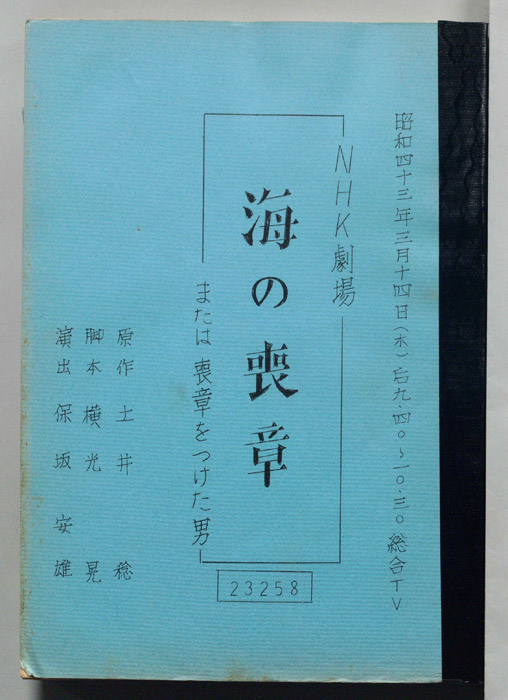 昭和四十三年三月十四日(木)后九・四〇~一〇・三〇 総合TV
NHK劇場
海の喪章
または喪章をつけた男
原作 土井 稔
脚本 横光 晃
演出 保坂 安雄
23258